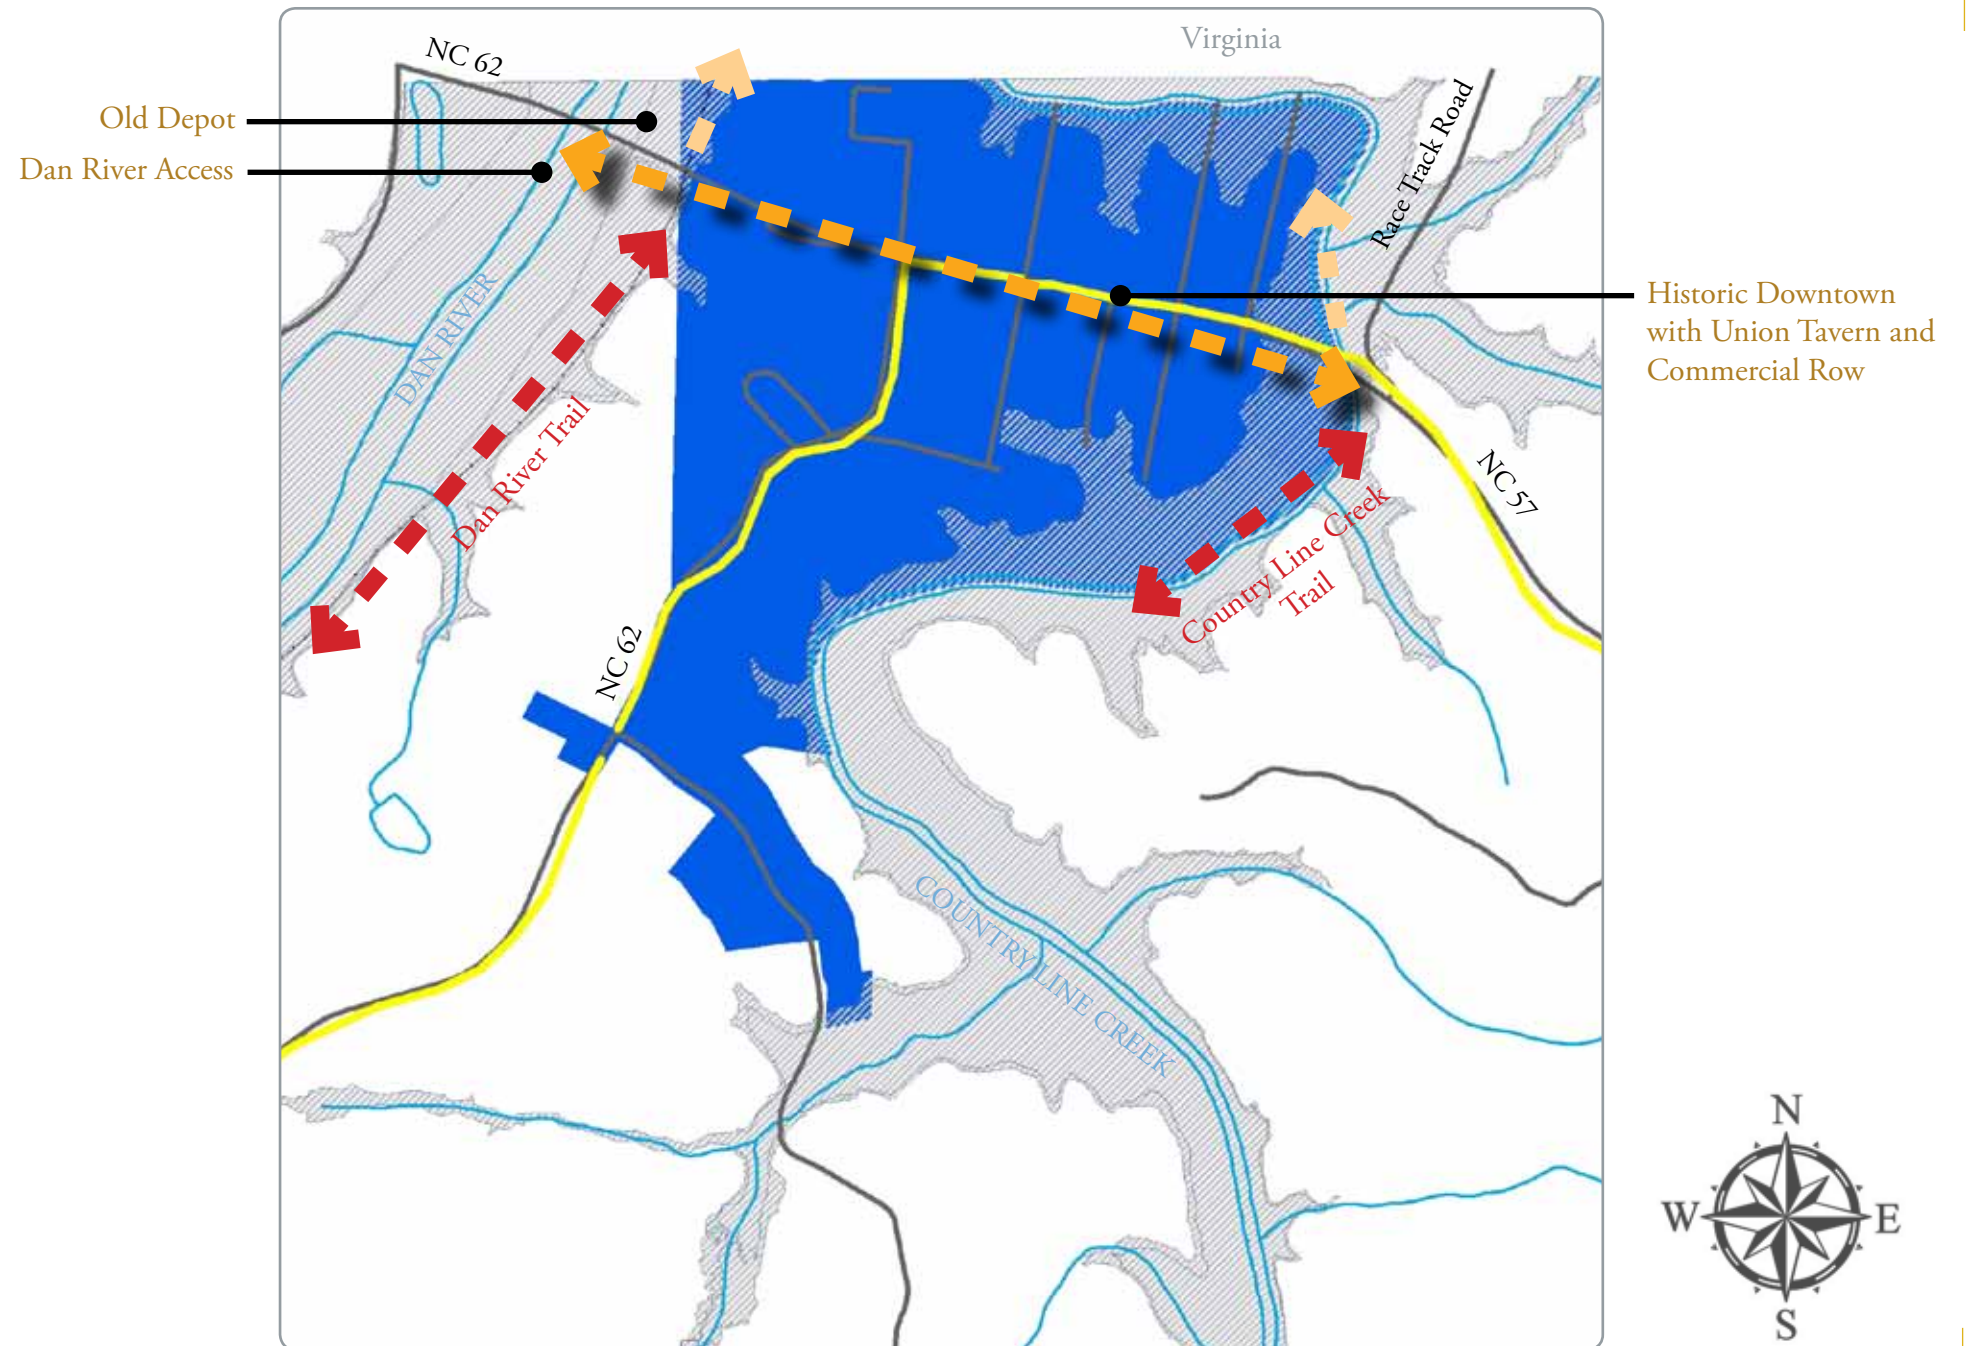 Virginia
NC 62
Old Depot
Dan River Access
Race Track Road
DAN RIVER
Historic Downtown
with Union Tavern and
Commercial Row
Dan River Trail
NC 57
Country Line Creek
Trail
NC 62
COUNTRY LINE CREEK
N
W
E
S